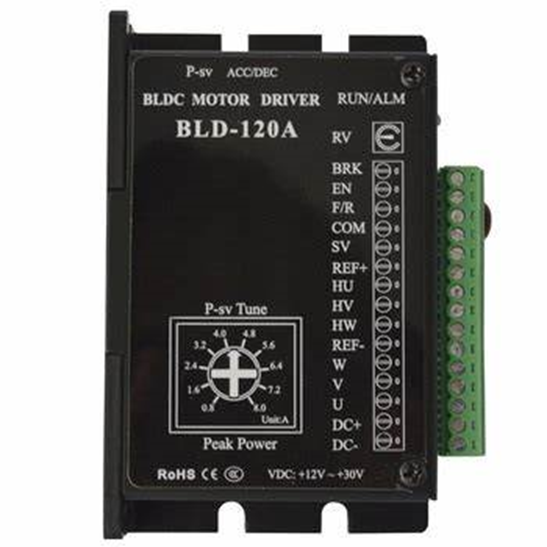 P-sv ACC/DEC
BLDC MOTOR DRIVER RUN/ALM
BLD-120A
RV
BRK
EN
F/R
COM
SV
REF+
HU
HV
HW
REF-
W
V
U
DC+
DC-
P-sv Tune
4.0 4.8
3.2 5.6
2.4 6.4
1.6 7.2
0.8 8.0
Unit:A
Peak Power
RoHS CE CCC
VDC: +12V ~ +30V